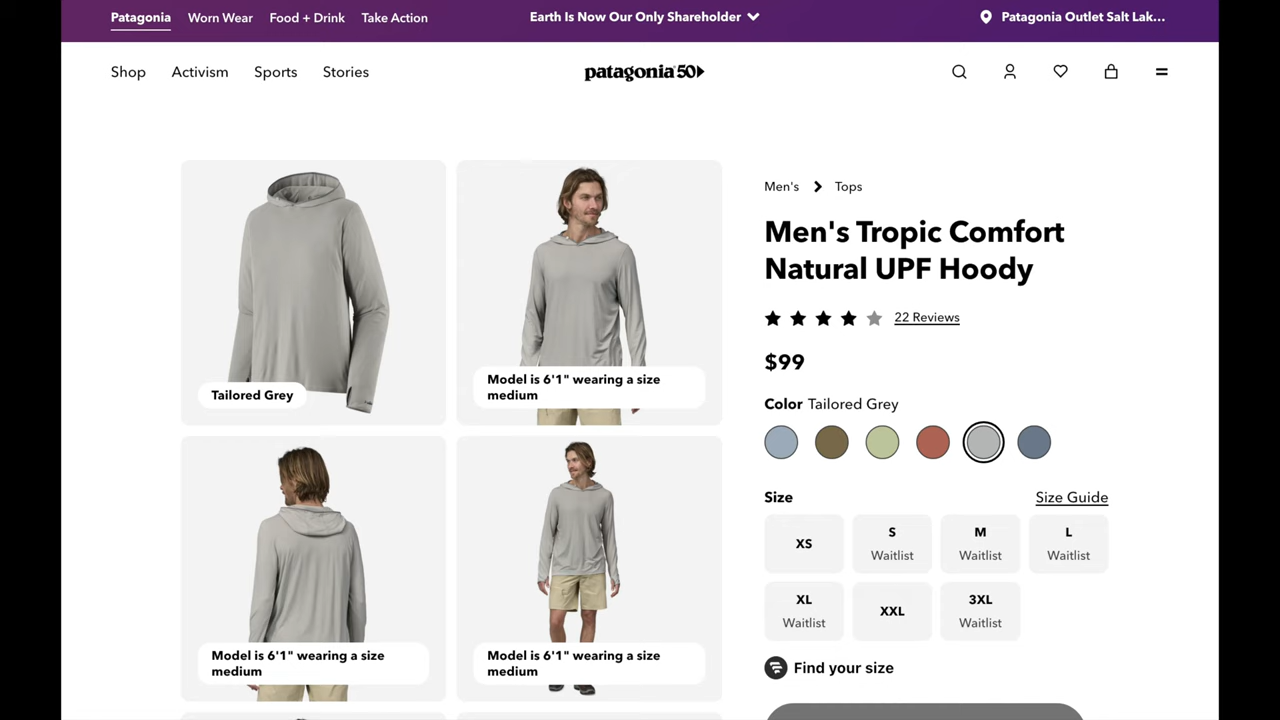 Patagonia
Worn Wear
Food + Drink
Take Action
Earth Is Now Our Only Shareholder
Patagonia Outlet Salt Lak...
Shop
Activism
Sports
Stories
patagonia 50
Tailored Grey
Model is 6'1" wearing a size
medium
Model is 6'1" wearing a size
medium
Model is 6'1" wearing a size
medium
Men's
Tops
Men's Tropic Comfort
Natural UPF Hoody
22 Reviews
$99
Color Tailored Grey
Size
Size Guide
XS
S
Waitlist
M
Waitlist
L
Waitlist
XL
Waitlist
XXL
3XL
Waitlist
Find your size